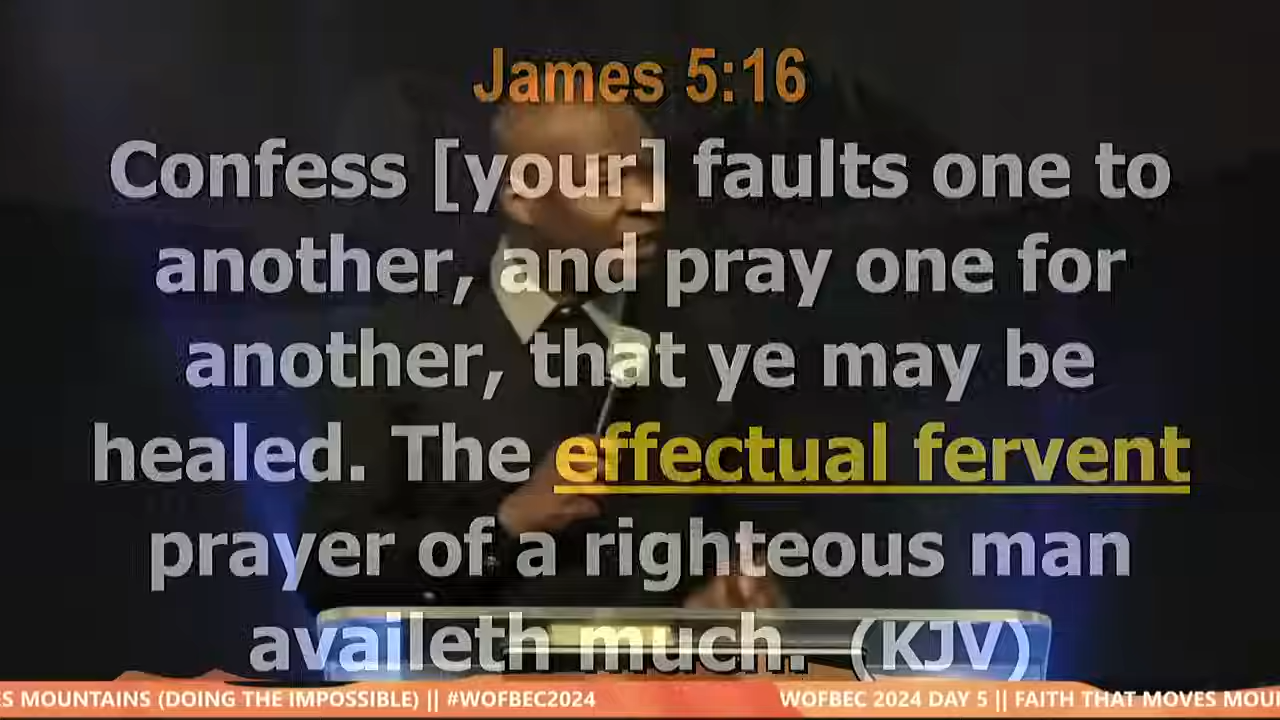 James 5:16
Confess [your] faults one to
another, and pray one for
another, that ye may be
healed. The effectual fervent
prayer of a righteous man
availeth much. (KJV)
ES MOUNTAINS (DOING THE IMPOSSIBLE) || #WOFBEC2024 WOFBEC 2024 DAY 5 || FAITH THAT MOVES MOU